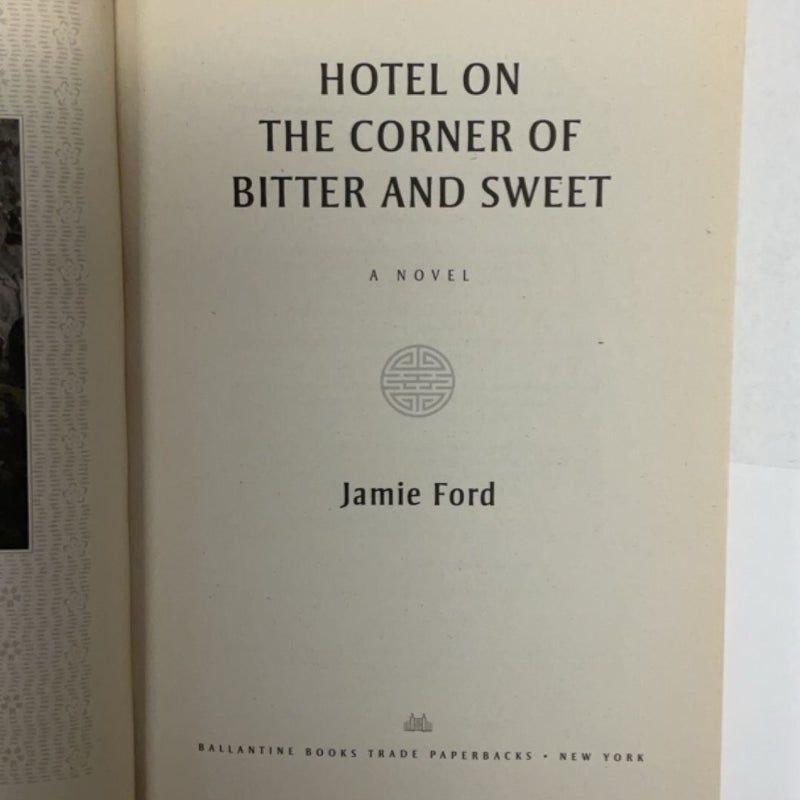 HOTEL ON
THE CORNER OF
BITTER AND SWEET
A NOVEL
Jamie Ford
BALLANTINE BOOKS TRADE PAPERBACKS • NEW YORK